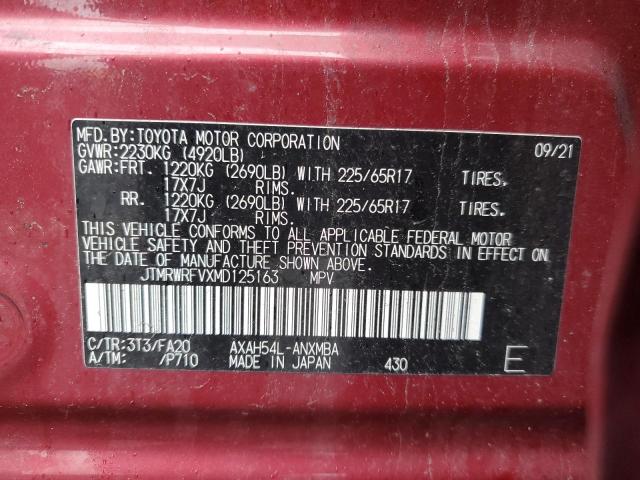 MFD. BY: TOYOTA MOTOR CORPORATION 09/21
GVWR: 2230KG (4920LB)
GAWR: FRT. 1220KG (2690LB) WITH 225/65R17 TIRES.
17X7J RIMS.
RR. 1220KG (2690LB) WITH 225/65R17 TIRES.
17X7J RIMS.
THIS VEHICLE CONFORMS TO ALL APPLICABLE FEDERAL MOTOR
VEHICLE SAFETY AND THEFT PREVENTION STANDARDS IN EFFECT ON
THE DATE OF MANUFACTURE SHOWN ABOVE.
JTMRWRFVXMD125163 MPV
C/TR: 3T3/FA20 AXAH54L-ANXMBA
A/TM: /P710 MADE IN JAPAN 430 E